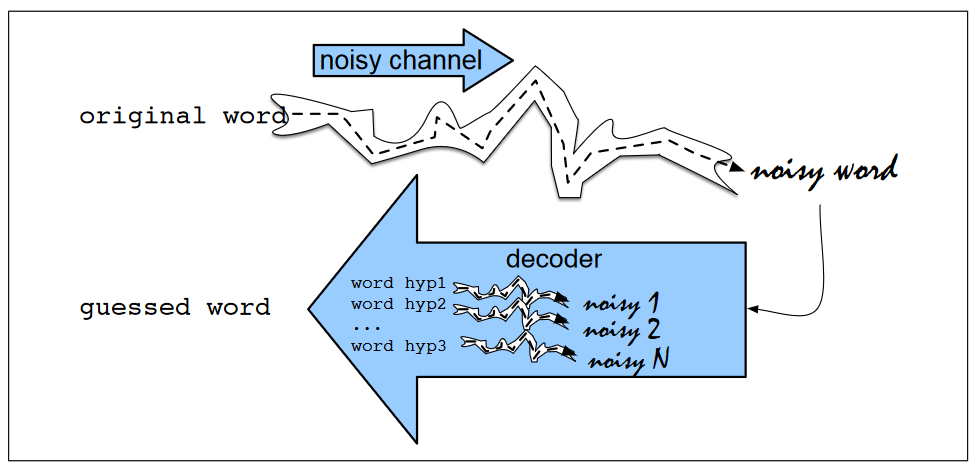 noisy channel
original word
noisy word
decoder
word hyp1
noisy 1
word hyp2
noisy 2
guessed word
...
word hyp3
noisy N